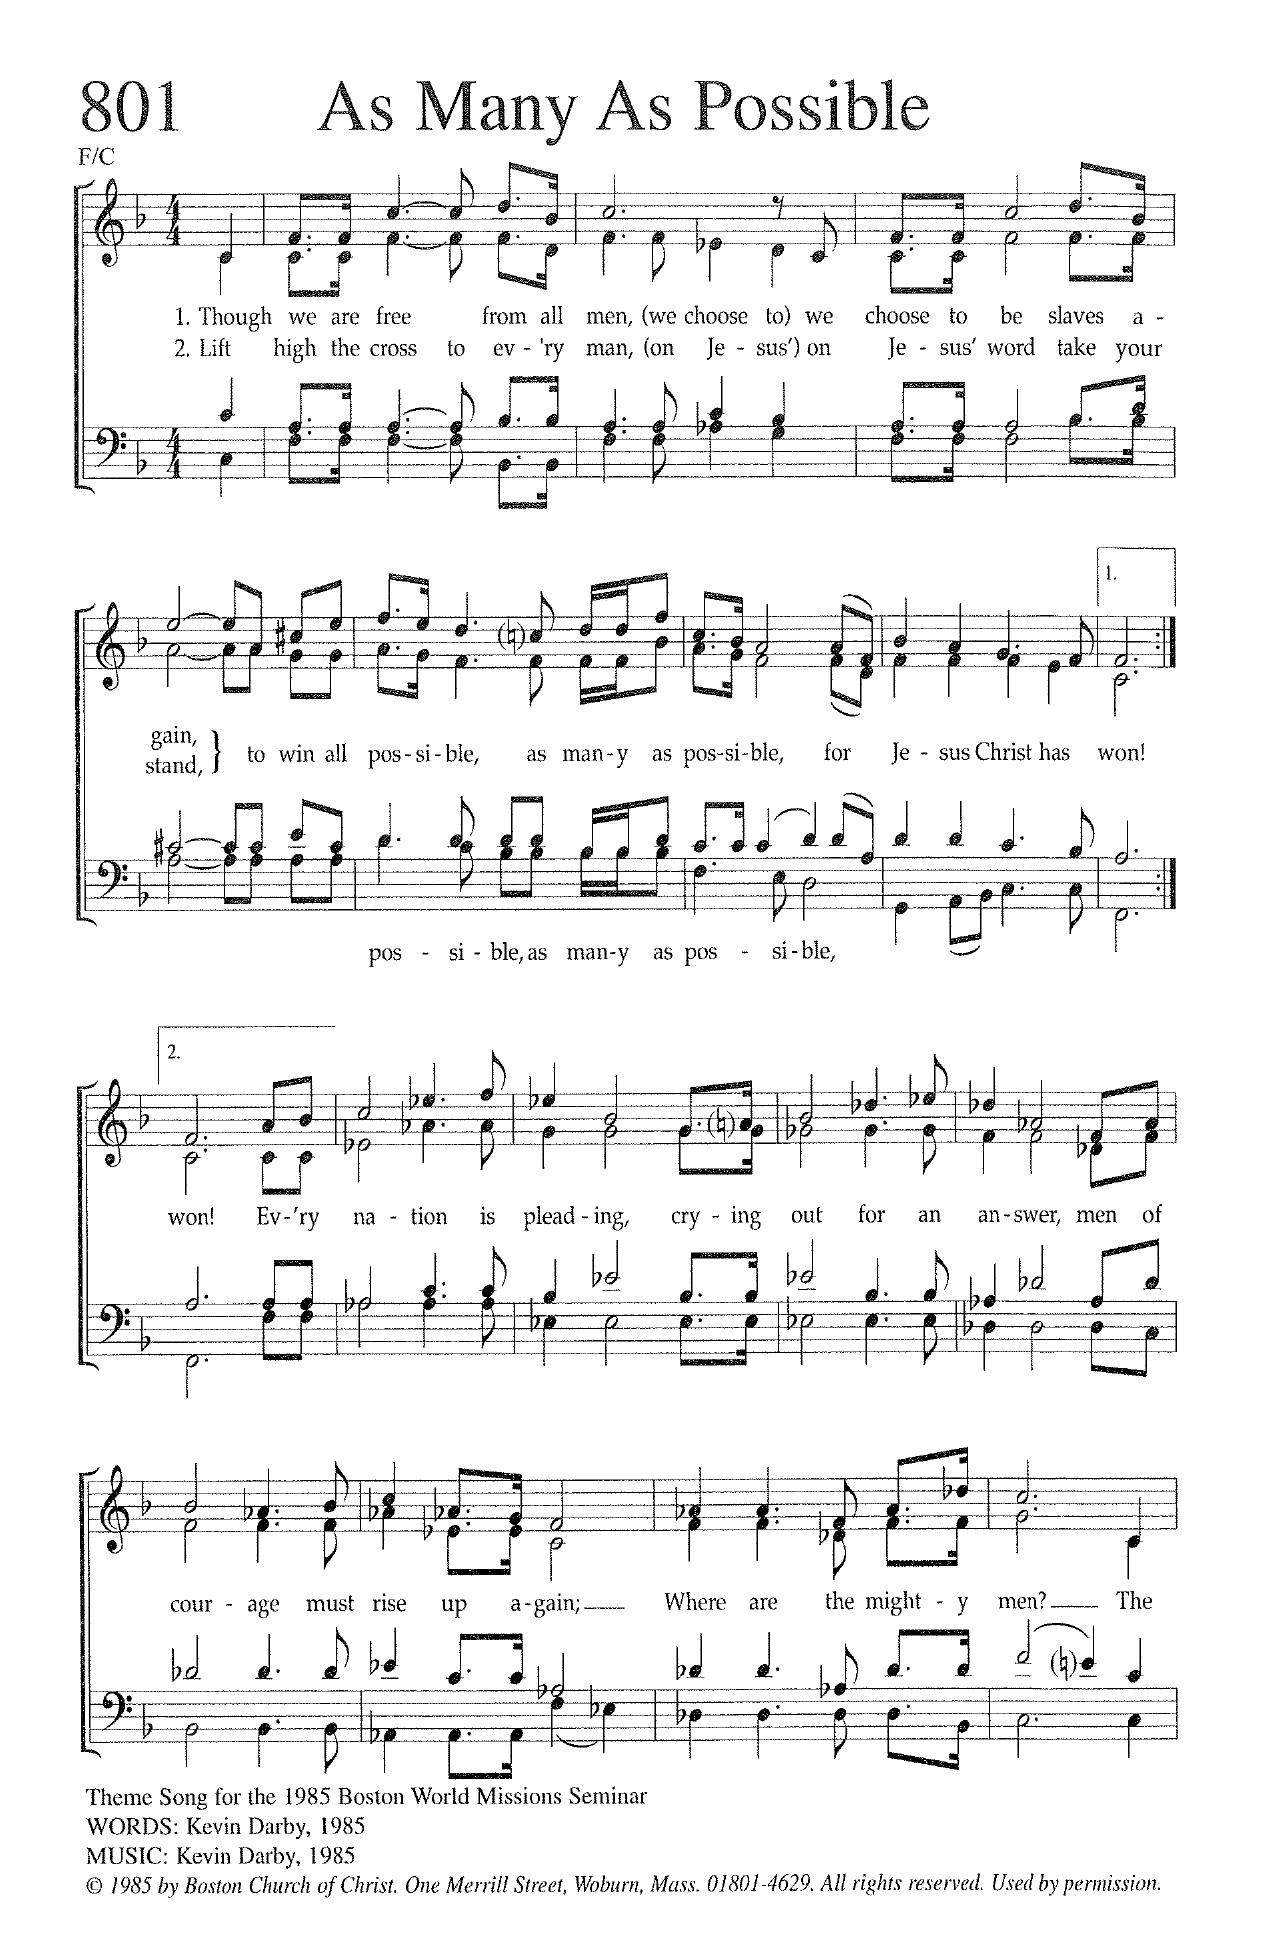 801 As Many As Possible
F/C
1. Though we are free from all men, (we choose to) we choose to be slaves a -
2. Lift high the cross to ev - 'ry man, (on Je - sus') on Je - sus' word take your
gain,
stand, } to win all pos - si - ble, as man - y as pos - si - ble, for Je - sus Christ has won!
1.
pos - si - ble, as man - y as pos - si - ble,
2.
won! Ev - 'ry na - tion is plead - ing, cry - ing out for an an - swer, men of
cour - age must rise up a - gain; Where are the might - y men? The
Theme Song for the 1985 Boston World Missions Seminar
WORDS: Kevin Darby, 1985
MUSIC: Kevin Darby, 1985
© 1985 by Boston Church of Christ. One Merrill Street, Woburn, Mass. 01801-4629. All rights reserved. Used by permission.